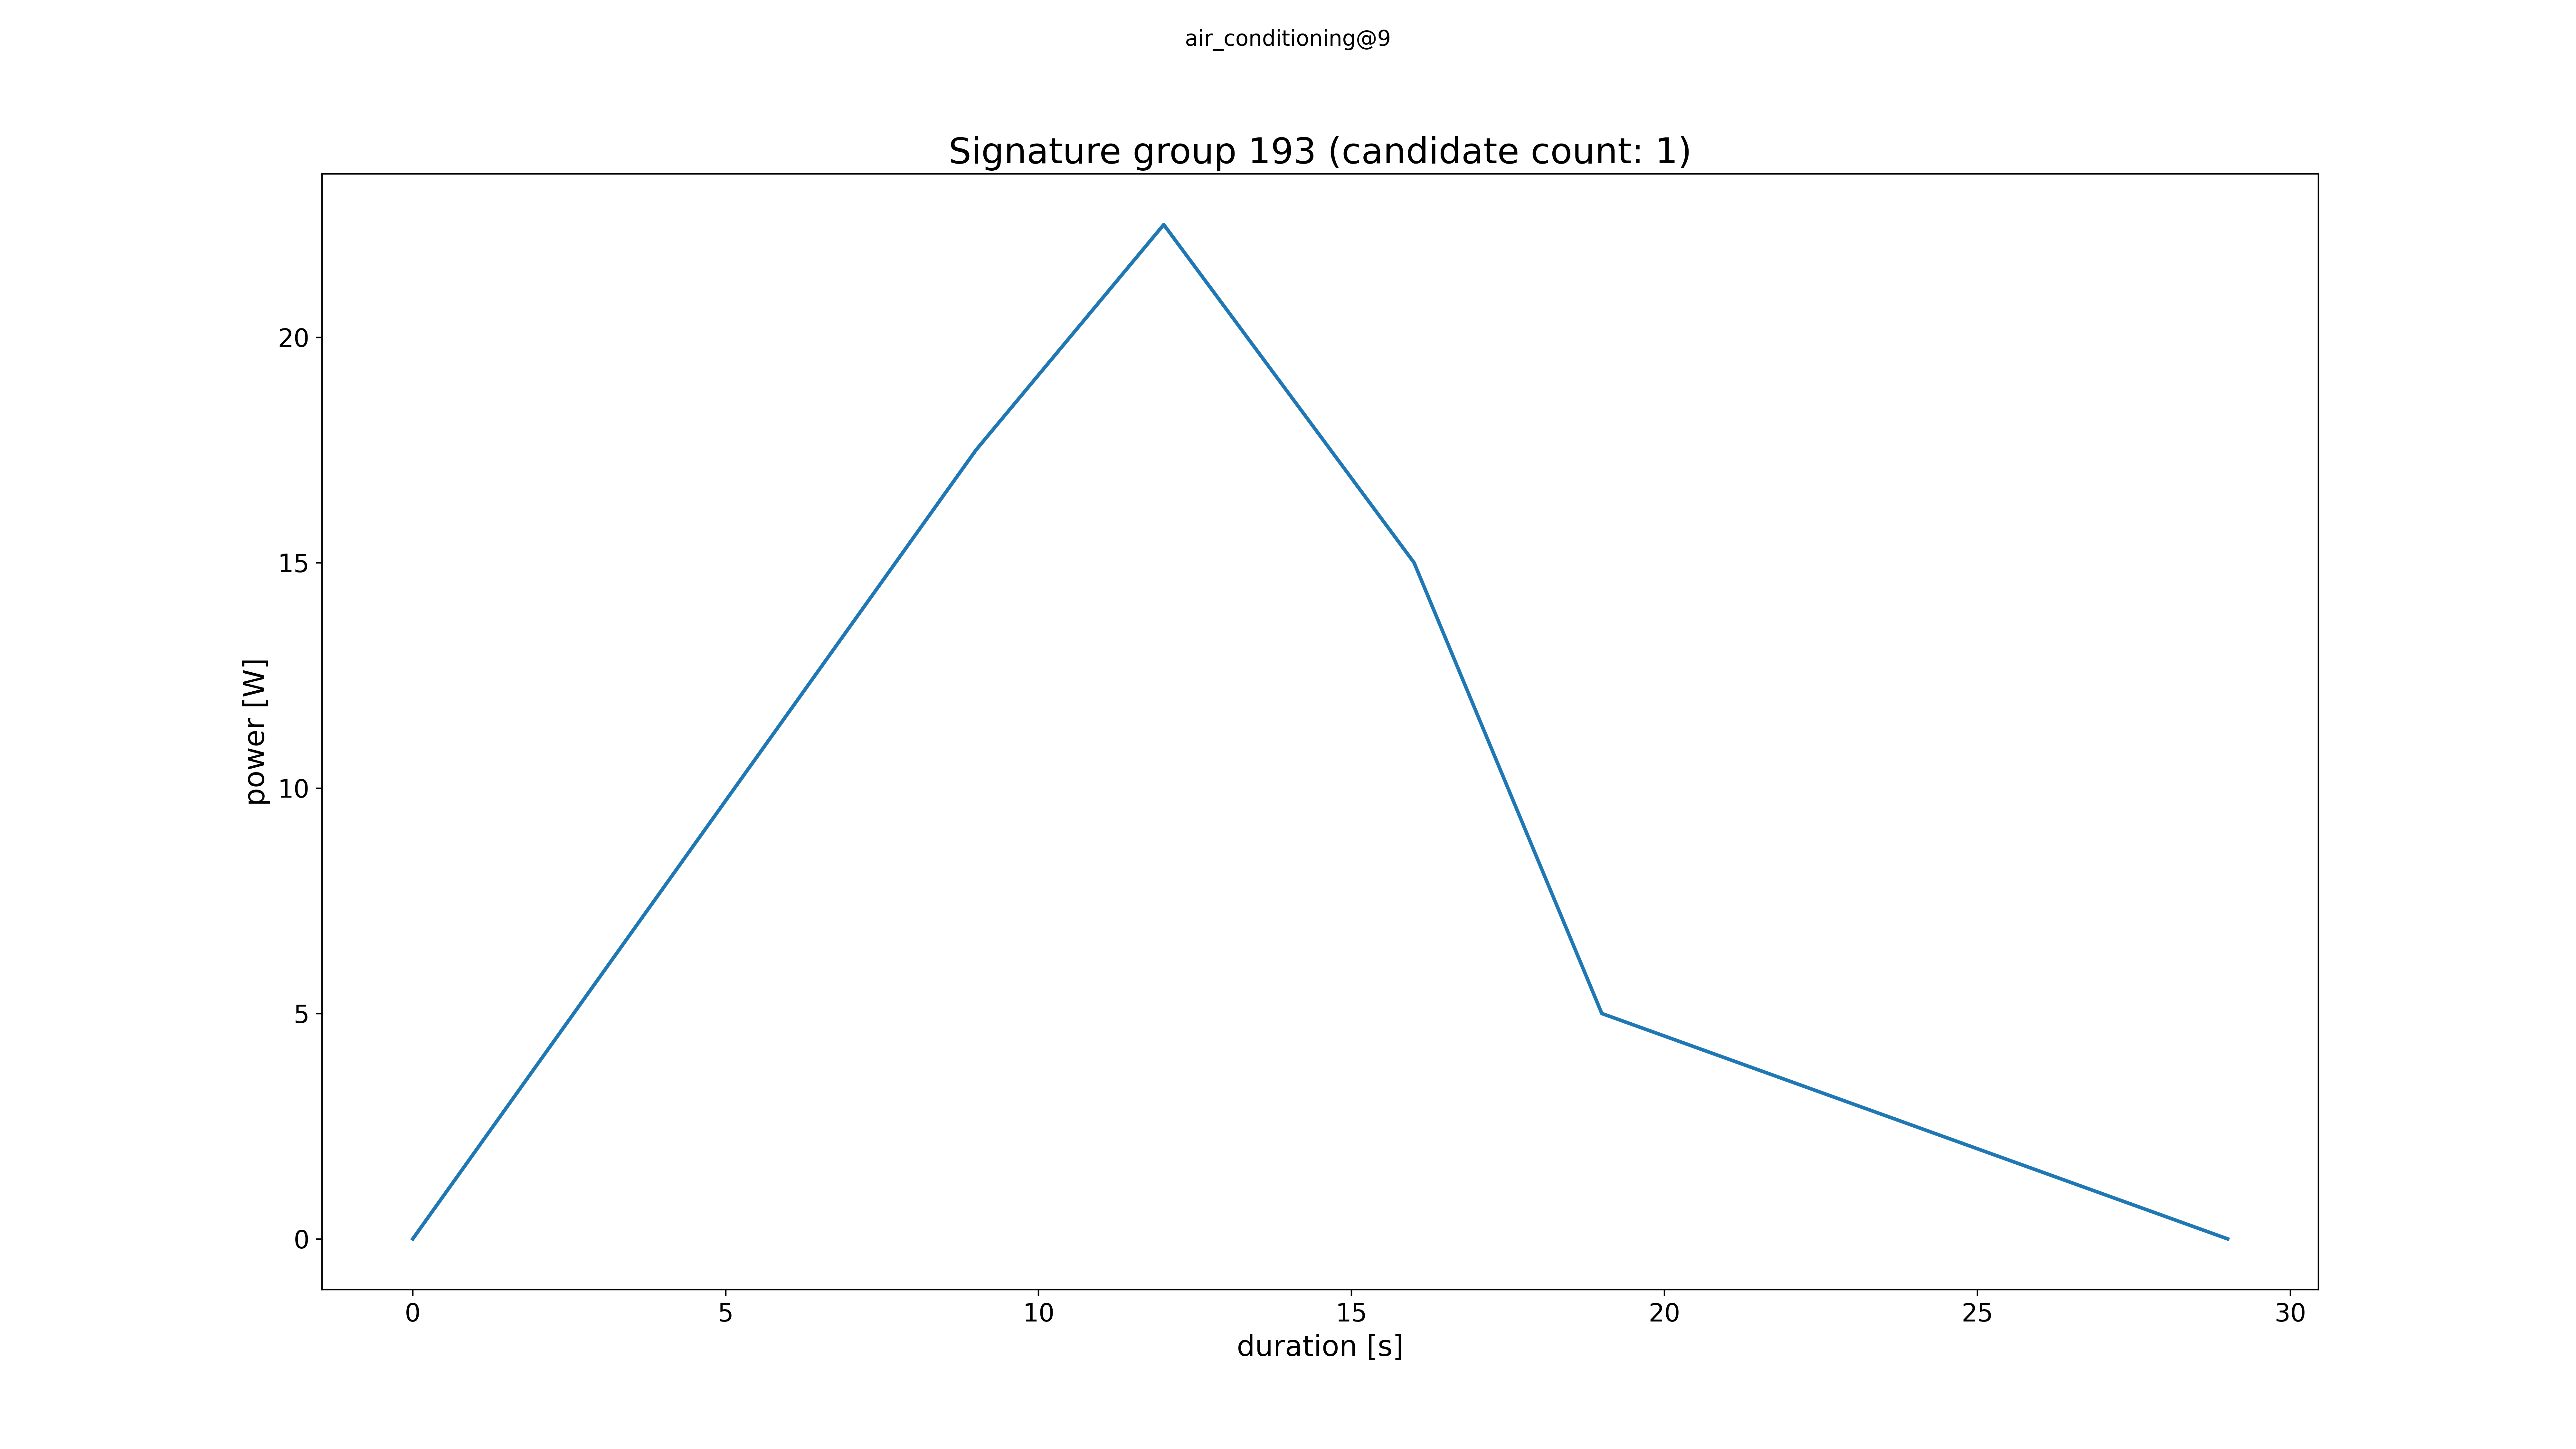 air_conditioning@9
Signature group 193 (candidate count: 1)
power [W]
20
15
10
5
0
0 5 10 15 20 25 30
duration [s]